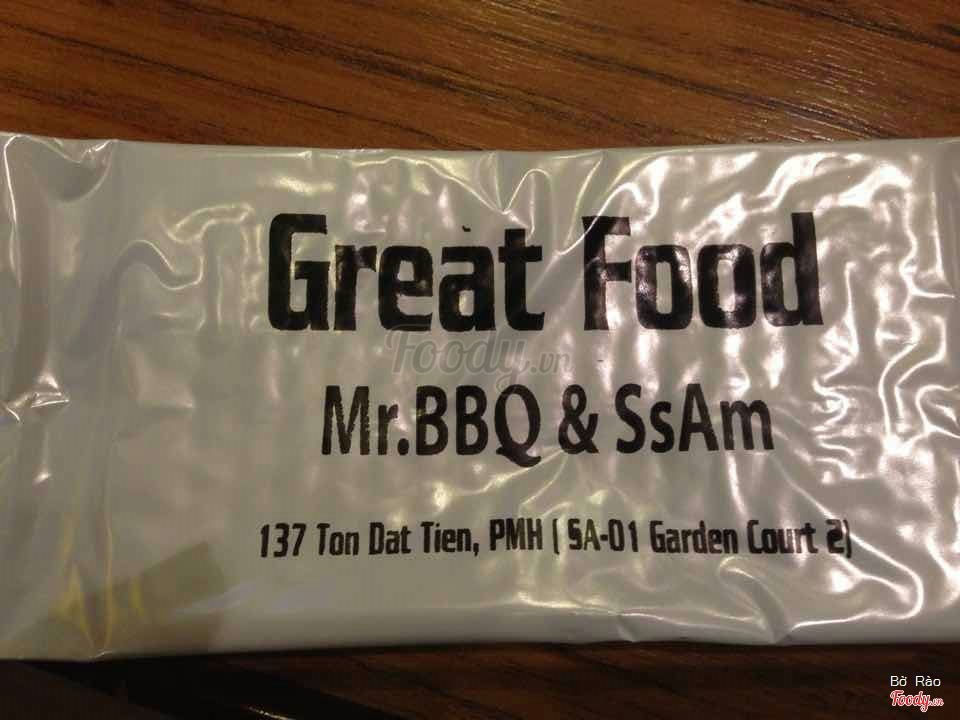 Great Food
Foody.vn
Mr.BBQ & SsAm
137 Ton Dat Tien, PMH ( SA-01 Garden Court 2)
Bờ Rào
Foody.vn